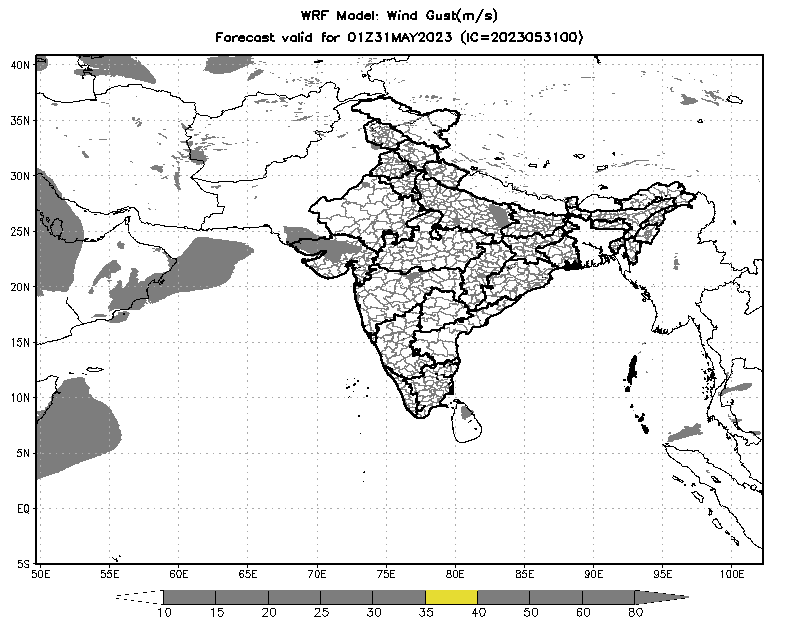 WRF Model: Wind Gust(m/s)
Forecast valid for 01Z31MAY2023 (IC=2023053100)
40N
35N
30N
25N
20N
15N
10N
5N
EQ
5S
50E 55E 60E 65E 70E 75E 80E 85E 90E 95E 100E
10 15 20 25 30 35 40 50 60 80